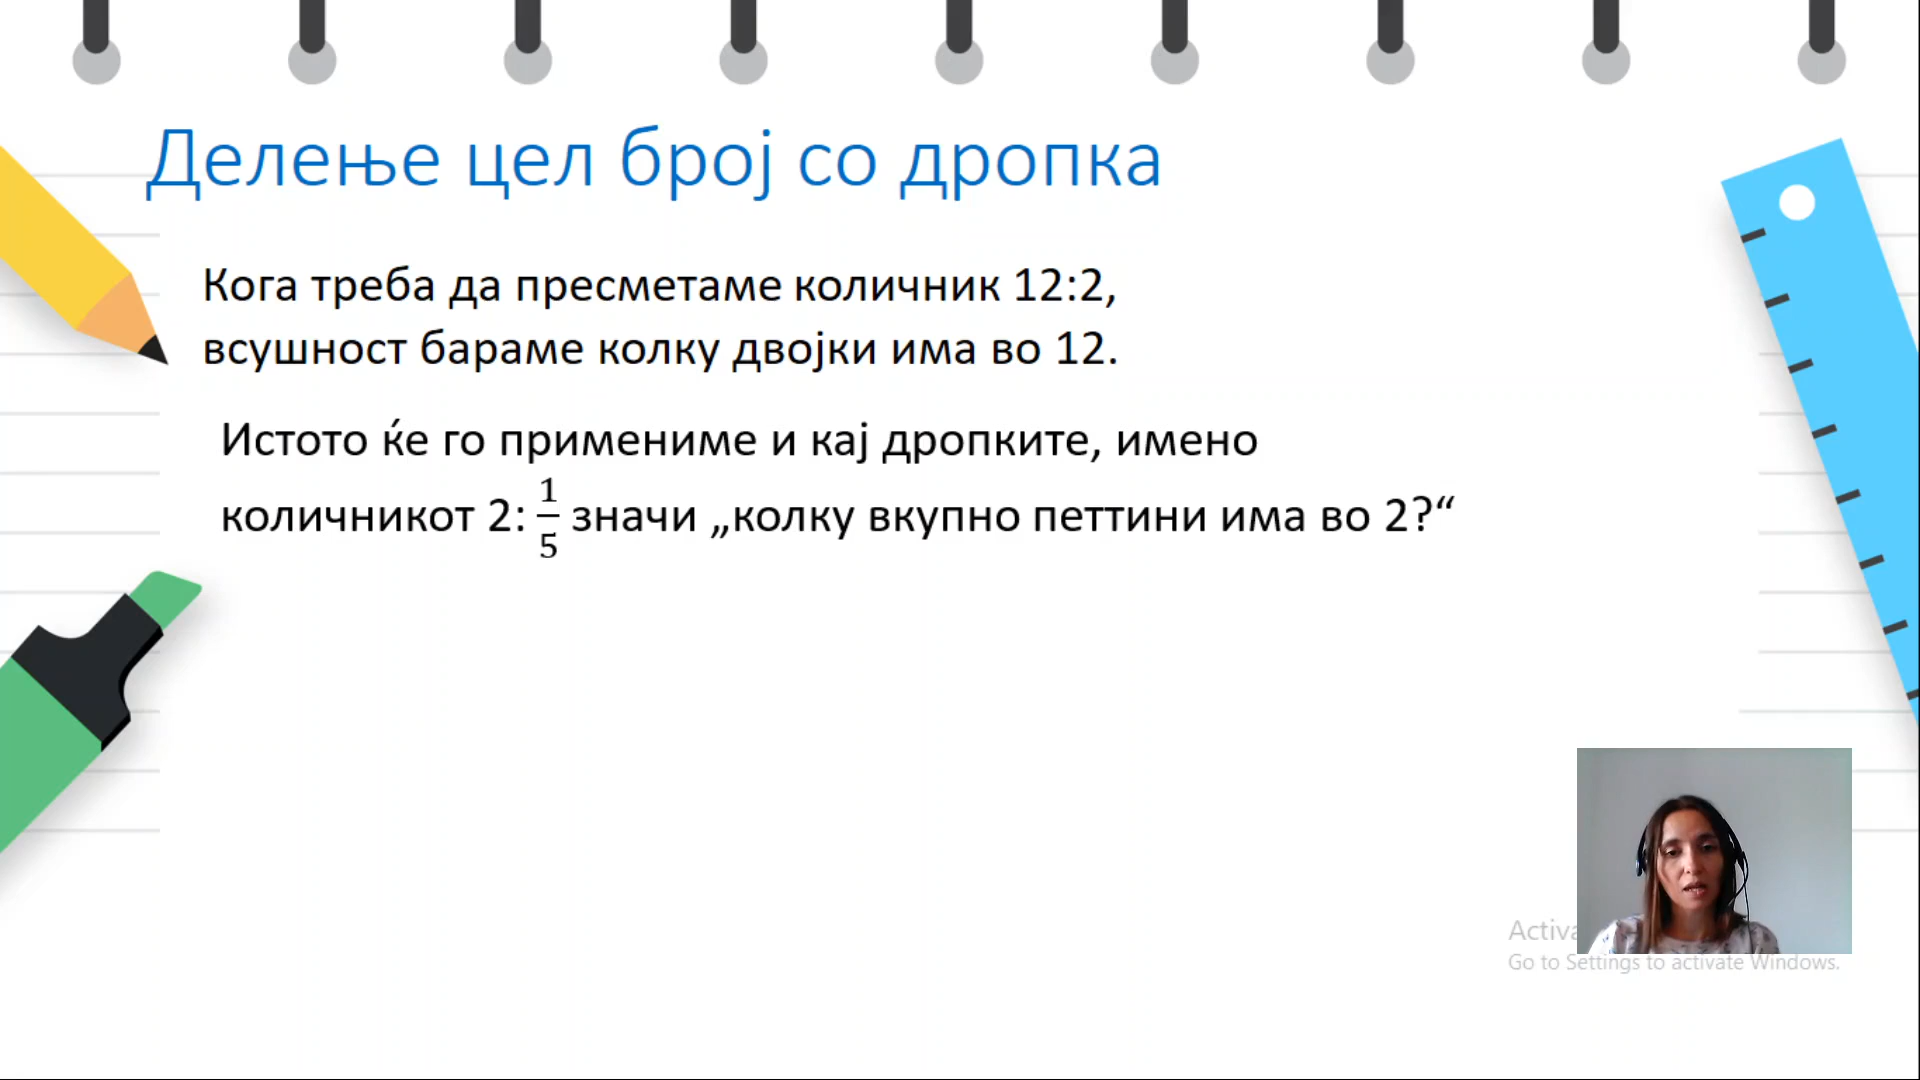 Делење цел број со дропка
Кога треба да пресметаме количник 12:2,
всушност бараме колку двојки има во 12.
Истото ќе го примениме и кај дропките, имено
количникот 2: 1/5 значи „колку вкупно петтини има во 2?“
Go to Settings to activate Windows.